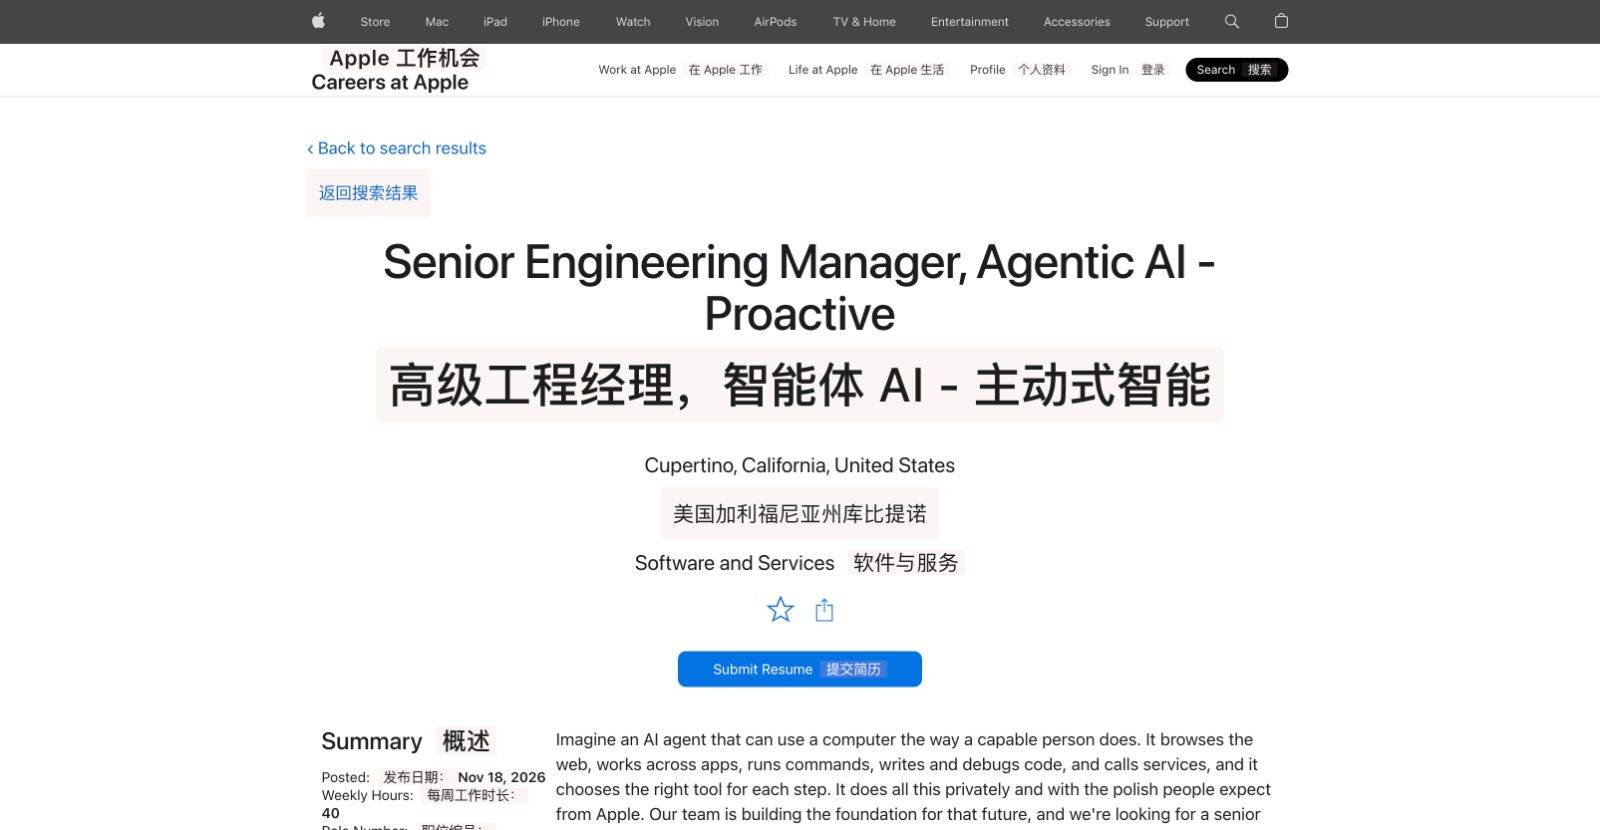 Store Mac iPad iPhone Watch Vision AirPods TV & Home Entertainment Accessories Support
Apple 工作机会
Careers at Apple
Work at Apple 在 Apple 工作 Life at Apple 在 Apple 生活 Profile 个人资料 Sign In 登录 Search 搜索
‹ Back to search results
返回搜索结果
Senior Engineering Manager, Agentic AI -
Proactive
高级工程经理，智能体 AI - 主动式智能
Cupertino, California, United States
美国加利福尼亚州库比提诺
Software and Services 软件与服务
Submit Resume 提交简历
Summary 概述
Posted: 发布日期： Nov 18, 2026
Weekly Hours: 每周工作时长：
40
Role Number: 职位编号：
Imagine an AI agent that can use a computer the way a capable person does. It browses the
web, works across apps, runs commands, writes and debugs code, and calls services, and it
chooses the right tool for each step. It does all this privately and with the polish people expect
from Apple. Our team is building the foundation for that future, and we're looking for a senior